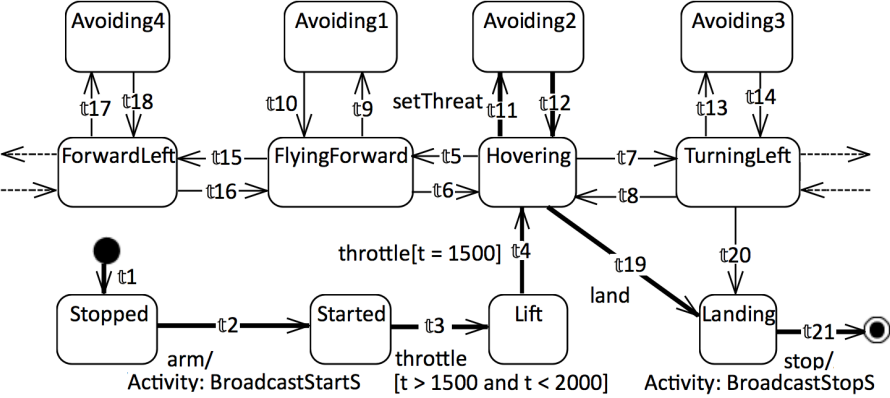 Avoiding4 Avoiding1 Avoiding2 Avoiding3
𝕥17 𝕥18 𝕥10 𝕥9 setThreat 𝕥11 𝕥12 𝕥13 𝕥14
ForwardLeft 𝕥15 FlyingForward 𝕥5 Hovering 𝕥7 TurningLeft
𝕥16 𝕥6 𝕥8
throttle[t = 1500] 𝕥4 𝕥19 𝕥20
𝕥1 land
Stopped Started Lift Landing
𝕥2 𝕥3 𝕥21
arm/ throttle stop/
Activity: BroadcastStartS [t > 1500 and t < 2000] Activity: BroadcastStopS